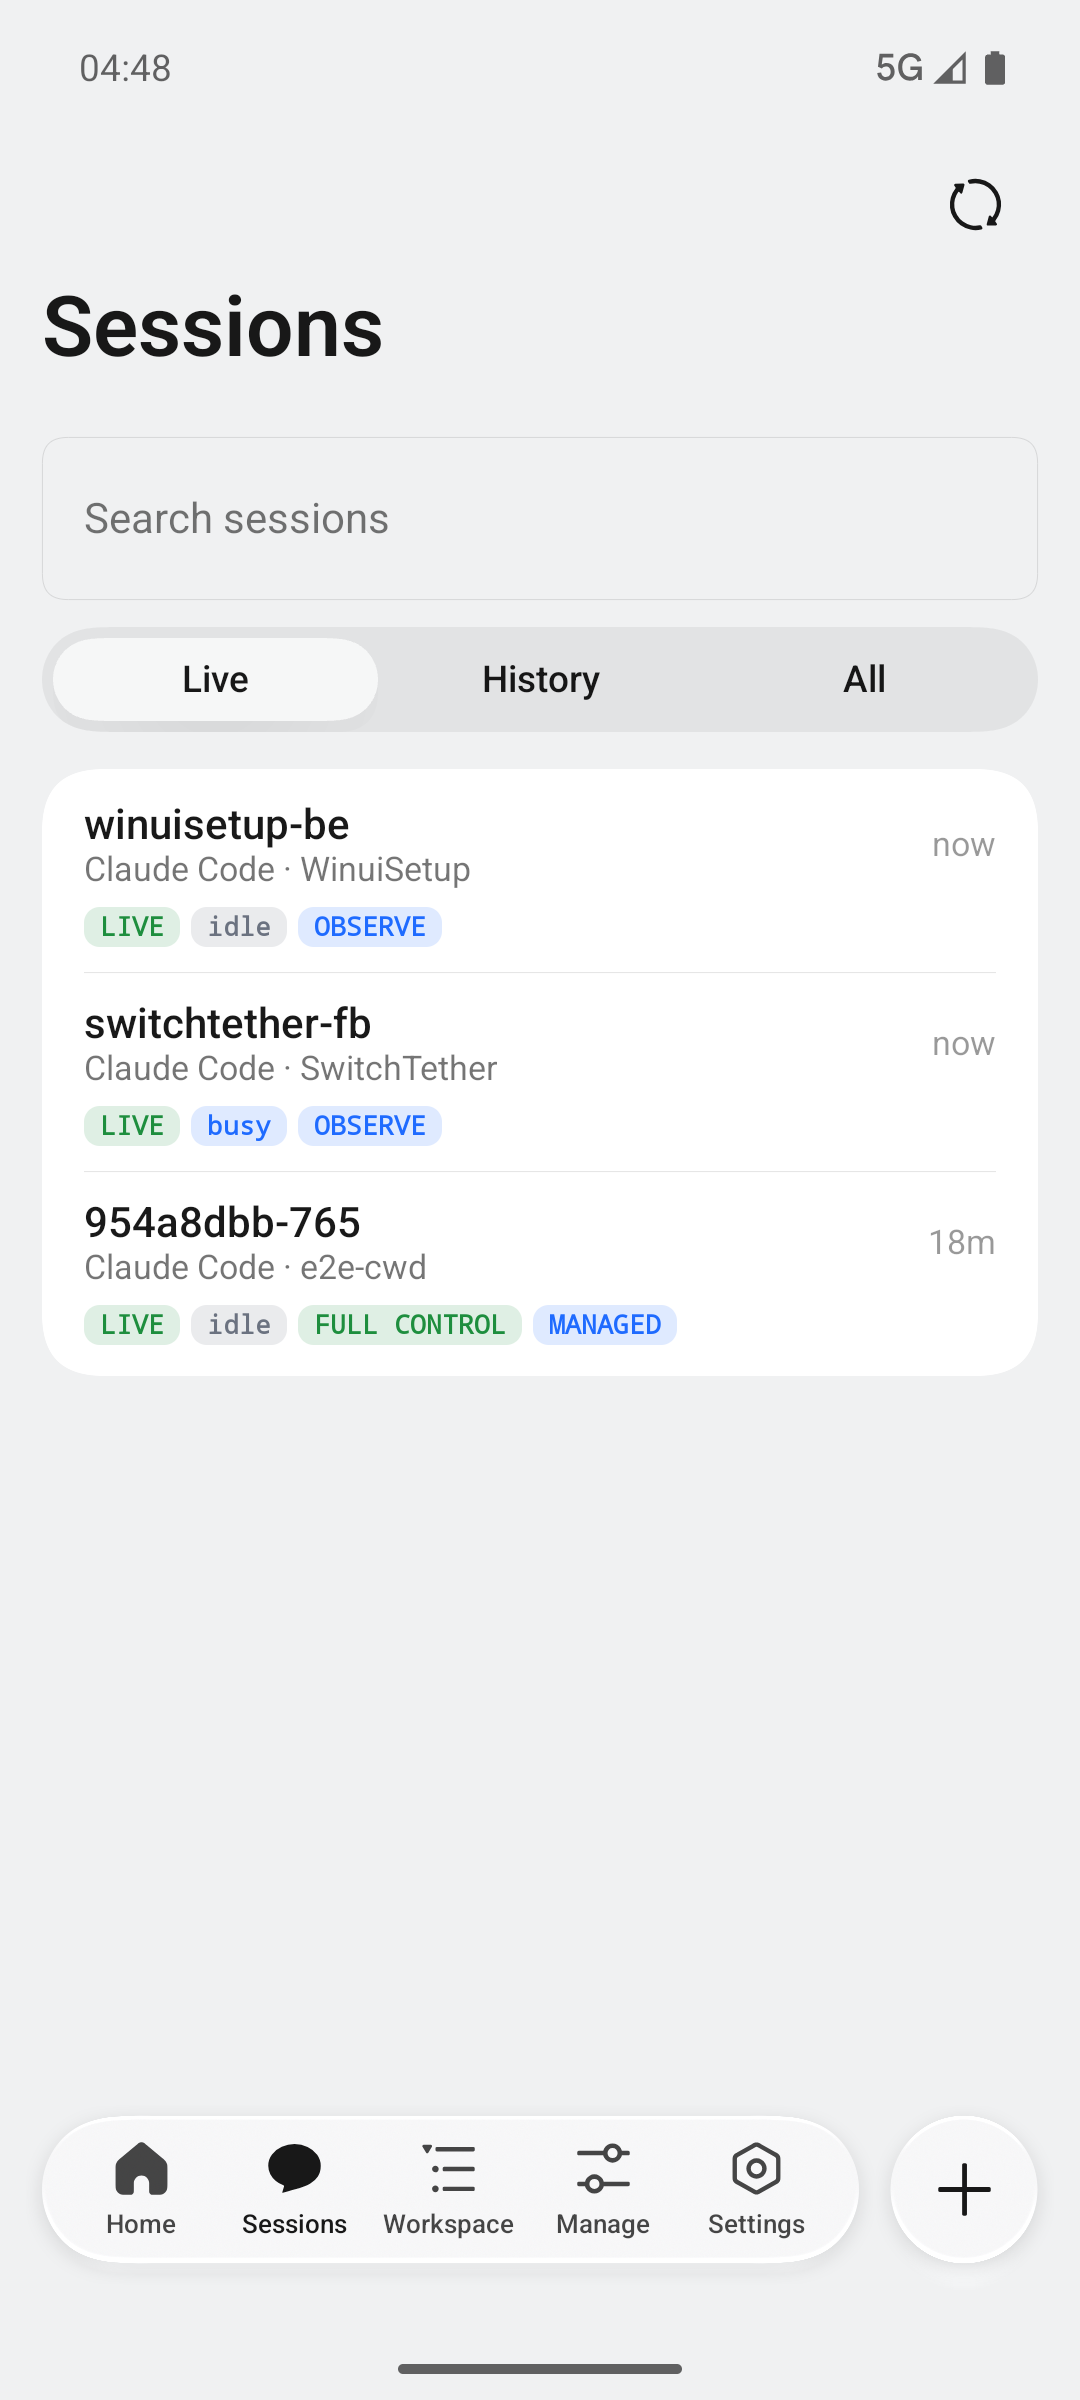 04:48
5G
Sessions
Search sessions
Live
History
All
winuisetup-be
now
Claude Code · WinuiSetup
LIVE
idle
OBSERVE
switchtether-fb
now
Claude Code · SwitchTether
LIVE
busy
OBSERVE
954a8dbb-765
18m
Claude Code · e2e-cwd
LIVE
idle
FULL CONTROL
MANAGED
Home
Sessions
Workspace
Manage
Settings